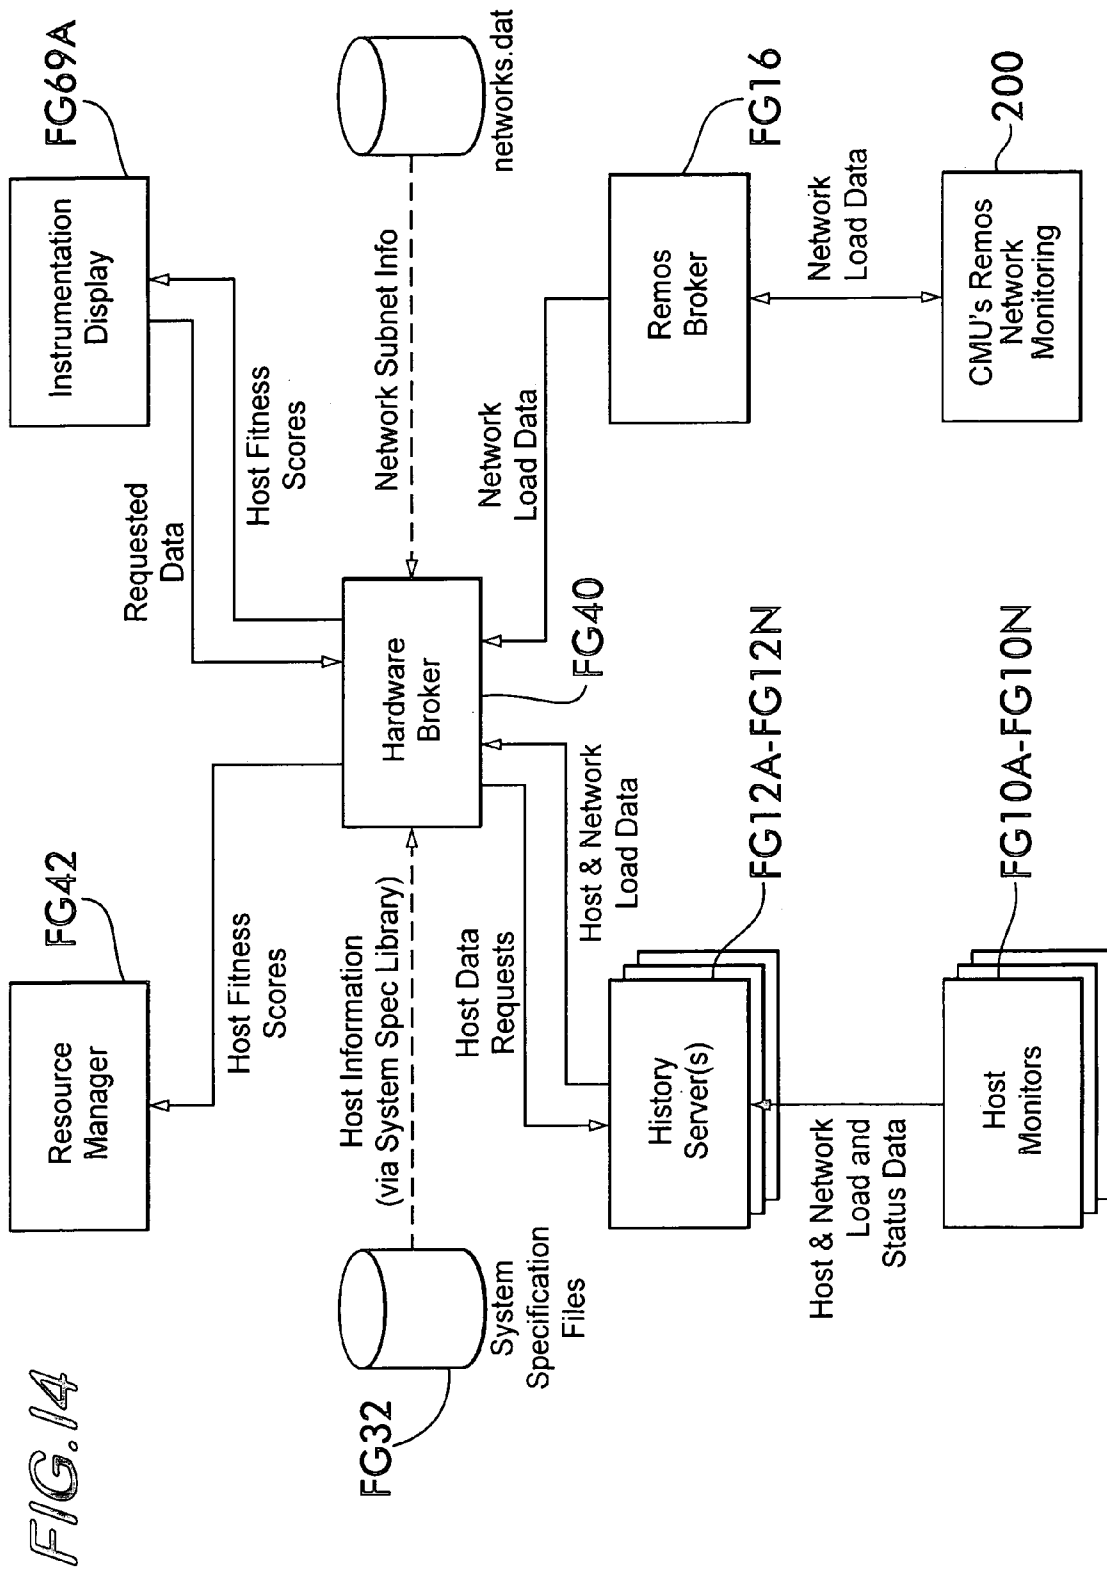 FIG.14
FG42
Resource
Manager
FG69A
Instrumentation
Display
Host Fitness
Scores
Requested
Data
Host Fitness
Scores
FG32
System
Specification
Files
Host Information
(via System Spec Library)
Hardware
Broker
FG40
Network Subnet Info
networks.dat
Host Data
Requests
Host & Network
Load Data
Network
Load Data
History
Server(s)
FG12A-FG12N
Remos
Broker
FG16
Host & Network
Load and
Status Data
Network
Load Data
Host
Monitors
FG10A-FG10N
CMU's Remos
Network
Monitoring
200